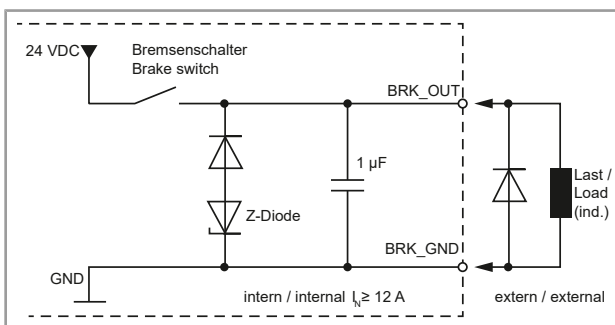 24 VDC
Bremsenschalter
Brake switch
BRK_OUT
1 µF
Z-Diode
Last /
Load
(ind.)
BRK_GND
GND
intern / internal IN ≥ 12 A
extern / external